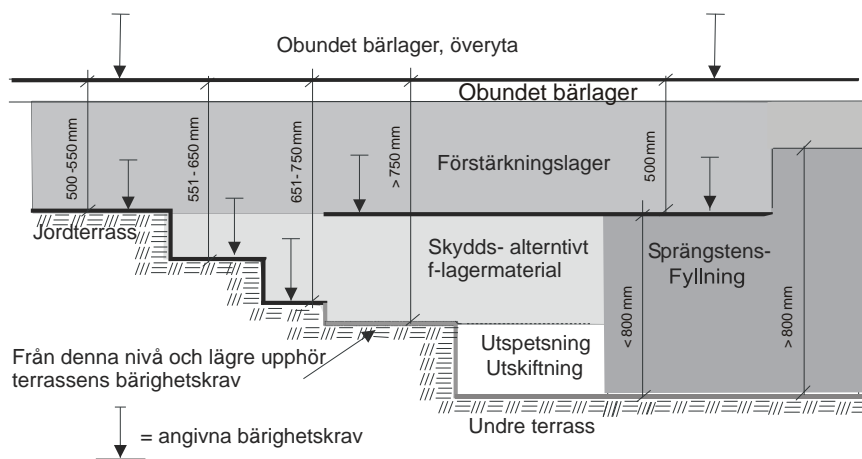 Obundet bärlager, överyta
Obundet bärlager
500 -550 mm
551 - 650 mm
651- 750 mm
> 750 mm
Förstärkningslager
500 mm
Jordterrass
Skydds- alterntivt
f-lagermaterial
Sprängstens-
Fyllning
<800 mm
>800 mm
Från denna nivå och lägre upphör
terrassens bärighetskrav
Utspetsning
Utskiftning
Undre terrass
= angivna bärighetskrav